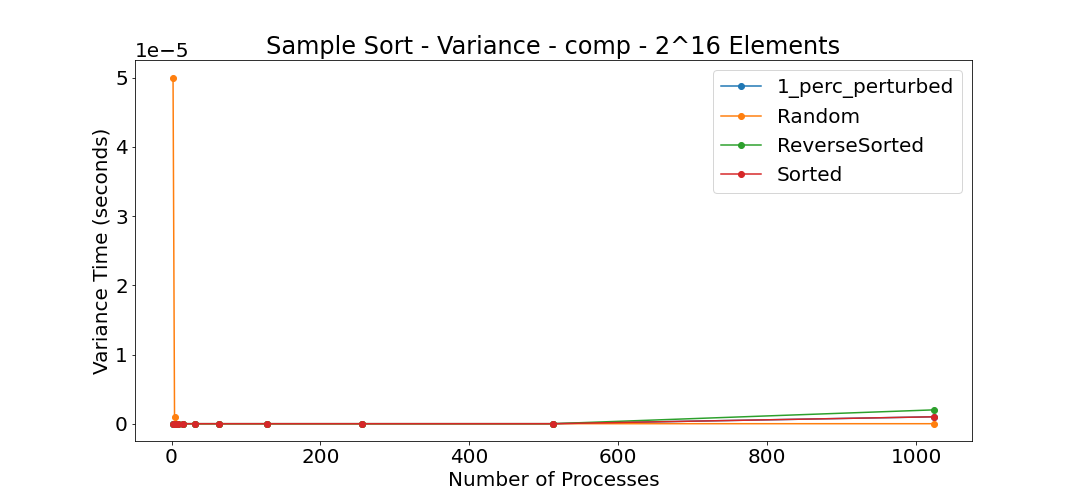 Sample Sort - Variance - comp - 2^16 Elements
1e−5
5
4
3
2
1
0
Variance Time (seconds)
1_perc_perturbed
Random
ReverseSorted
Sorted
0 200 400 600 800 1000
Number of Processes